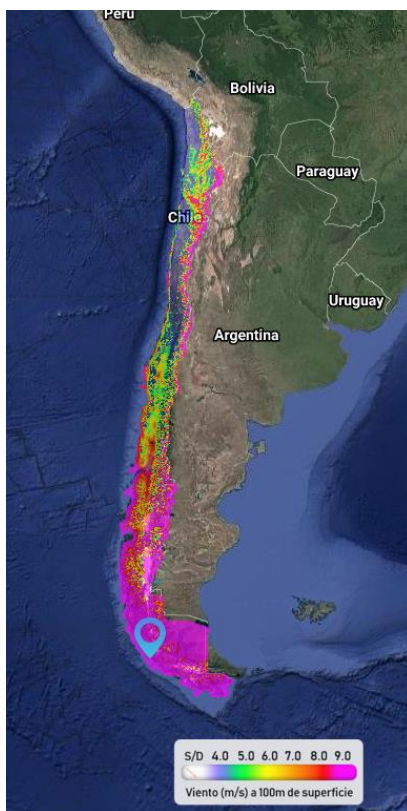 Peru
Bolivia
Paraguay
Chile
Uruguay
Argentina
S/D 4.0 5.0 6.0 7.0 8.0 9.0
Viento (m/s) a 100m de superficie